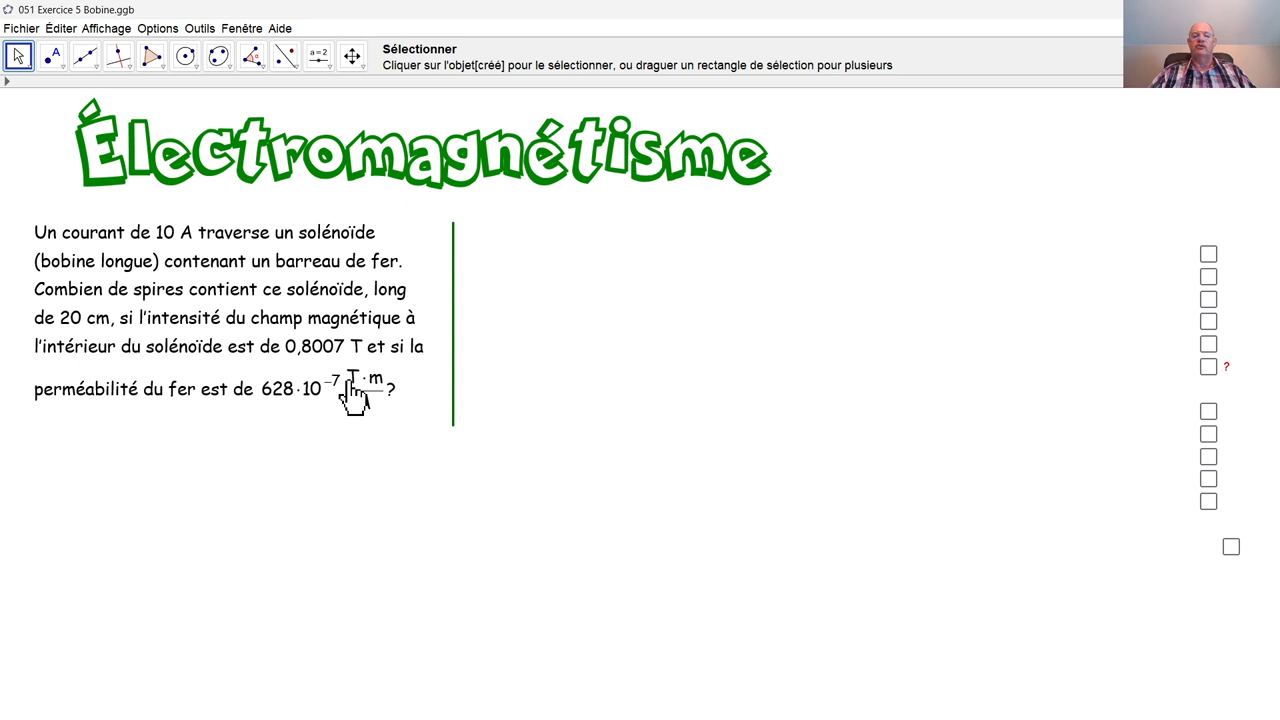 051 Exercice 5 Bobine.ggb
Fichier Éditer Affichage Options Outils Fenêtre Aide
A
a=2
Sélectionner
Cliquer sur l'objet[créé] pour le sélectionner, ou draguer un rectangle de sélection pour plusieurs
Électromagnétisme
Un courant de 10 A traverse un solénoïde
(bobine longue) contenant un barreau de fer.
Combien de spires contient ce solénoïde, long
de 20 cm, si l'intensité du champ magnétique à
l'intérieur du solénoïde est de 0,8007 T et si la
perméabilité du fer est de 628·10⁻⁷ T·m/A ?
?